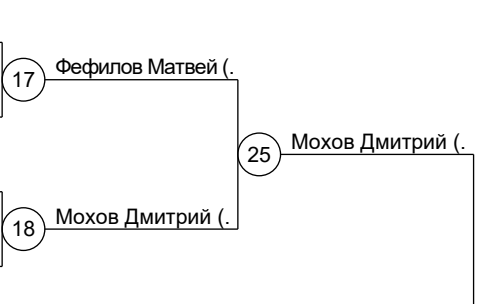 Фефилов Матвей (.
17
Мохов Дмитрий (.
25
Мохов Дмитрий (.
18